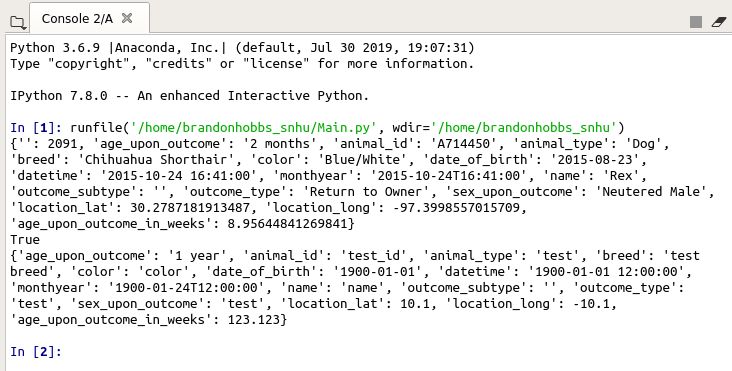 Console 2/A
Python 3.6.9 |Anaconda, Inc.| (default, Jul 30 2019, 19:07:31)
Type "copyright", "credits" or "license" for more information.
IPython 7.8.0 -- An enhanced Interactive Python.
In [1]: runfile('/home/brandonhobbs_snhu/Main.py', wdir='/home/brandonhobbs_snhu')
{'': 2091, 'age_upon_outcome': '2 months', 'animal_id': 'A714450', 'animal_type': 'Dog',
'breed': 'Chihuahua Shorthair', 'color': 'Blue/White', 'date_of_birth': '2015-08-23',
'datetime': '2015-10-24 16:41:00', 'monthyear': '2015-10-24T16:41:00', 'name': 'Rex',
'outcome_subtype': '', 'outcome_type': 'Return to Owner', 'sex_upon_outcome': 'Neutered Male',
'location_lat': 30.2787181913487, 'location_long': -97.3998557015709,
'age_upon_outcome_in_weeks': 8.95644841269841}
True
{'age_upon_outcome': '1 year', 'animal_id': 'test_id', 'animal_type': 'test', 'breed': 'test
breed', 'color': 'color', 'date_of_birth': '1900-01-01', 'datetime': '1900-01-01 12:00:00',
'monthyear': '1900-01-24T12:00:00', 'name': 'name', 'outcome_subtype': '', 'outcome_type':
'test', 'sex_upon_outcome': 'test', 'location_lat': 10.1, 'location_long': -10.1,
'age_upon_outcome_in_weeks': 123.123}
In [2]: